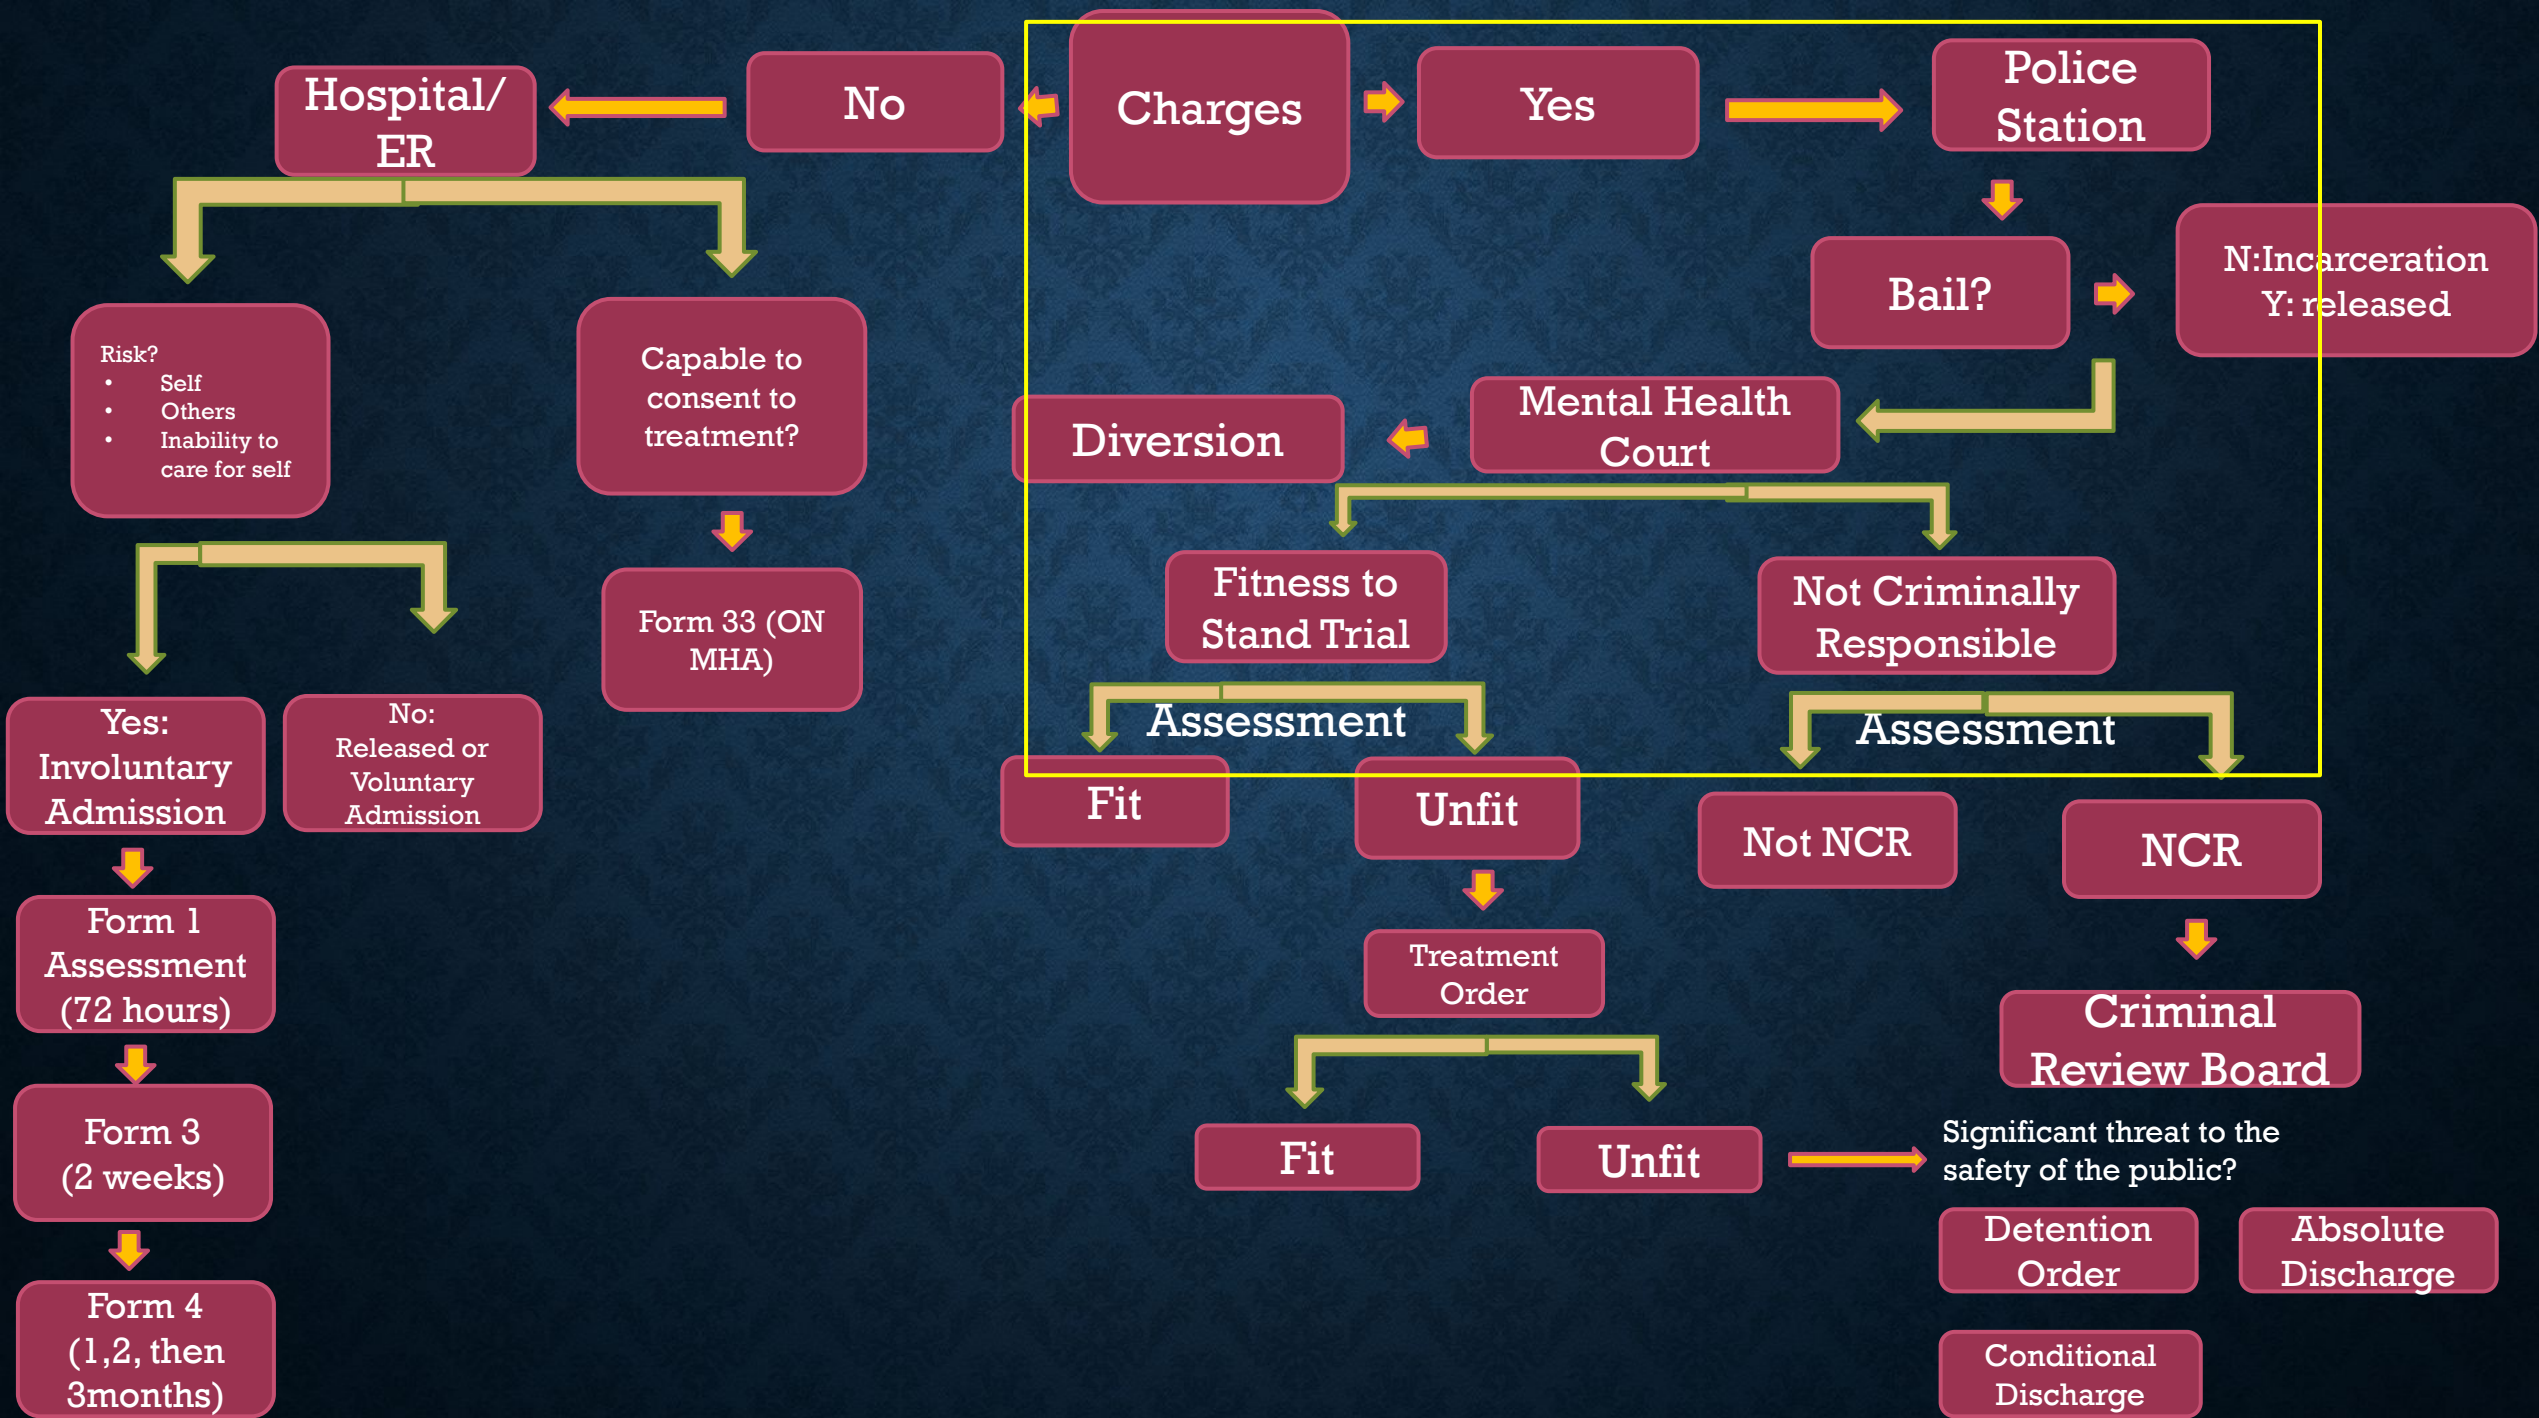 Hospital/
ER
No
Charges
Yes
Police
Station
Bail?
N:Incarceration
Y: released
Risk?
• Self
• Others
• Inability to
care for self
Capable to
consent to
treatment?
Diversion
Mental Health
Court
Form 33 (ON
MHA)
Fitness to
Stand Trial
Not Criminally
Responsible
Assessment
Assessment
Yes:
Involuntary
Admission
No:
Released or
Voluntary
Admission
Fit
Unfit
Not NCR
NCR
Form 1
Assessment
(72 hours)
Treatment
Order
Criminal
Review Board
Form 3
(2 weeks)
Fit
Unfit
Significant threat to the
safety of the public?
Detention
Order
Absolute
Discharge
Form 4
(1,2, then
3months)
Conditional
Discharge